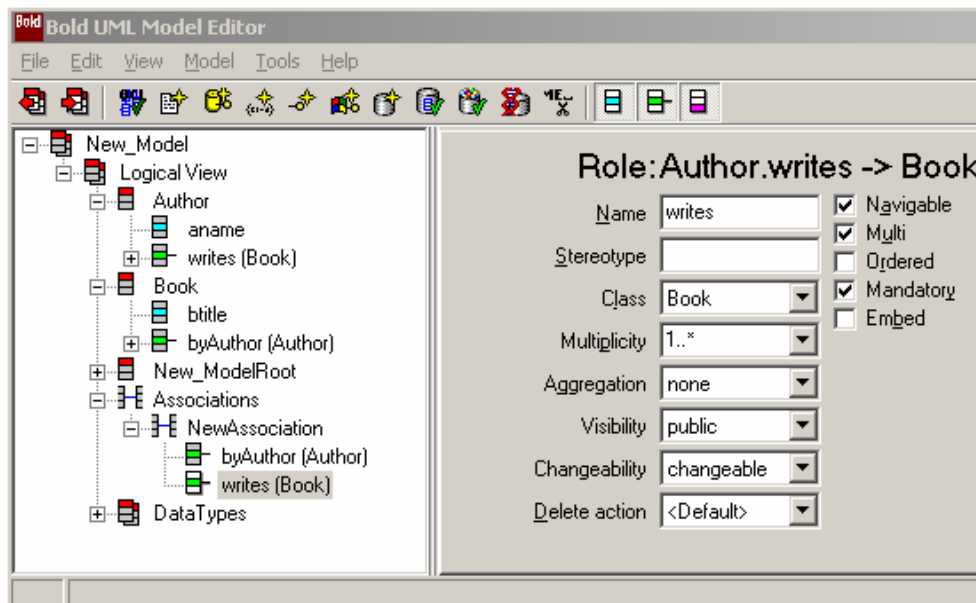 Bold Bold UML Model Editor
File Edit View Model Tools Help
New_Model
Logical View
Author
aname
writes (Book)
Book
btitle
byAuthor (Author)
New_ModelRoot
Associations
NewAssociation
byAuthor (Author)
writes (Book)
DataTypes
Role: Author.writes -> Book
Name writes
Stereotype
Class Book
Multiplicity 1..*
Aggregation none
Visibility public
Changeability changeable
Delete action <Default>
Navigable
Multi
Ordered
Mandatory
Embed